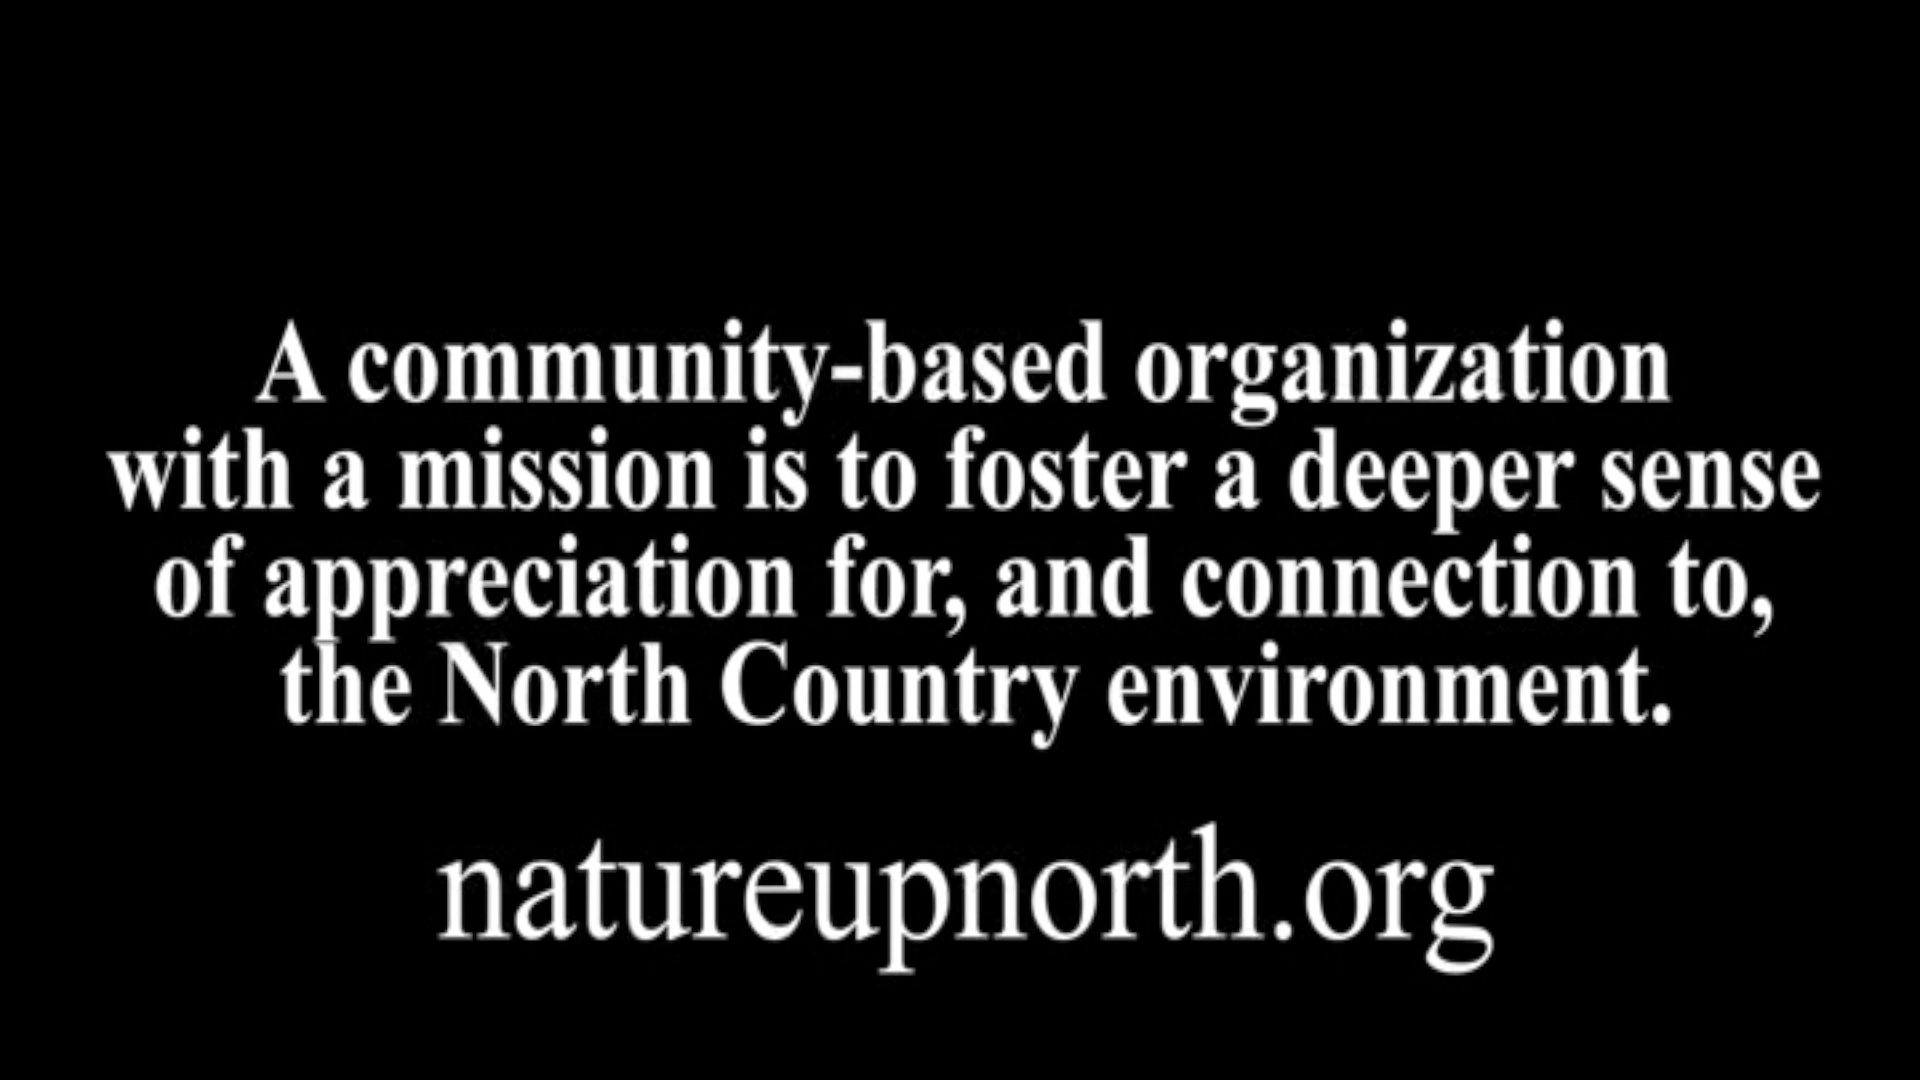 A community-based organization
with a mission is to foster a deeper sense
of appreciation for, and connection to,
the North Country environment.
natureupnorth.org